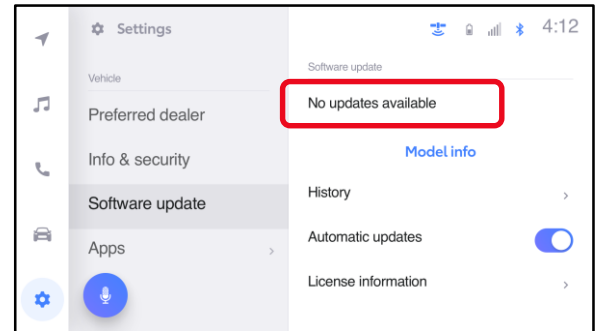 Settings
4:12
Vehicle
Preferred dealer
Info & security
Software update
Apps
Software update
No updates available
Model info
History
Automatic updates
License information